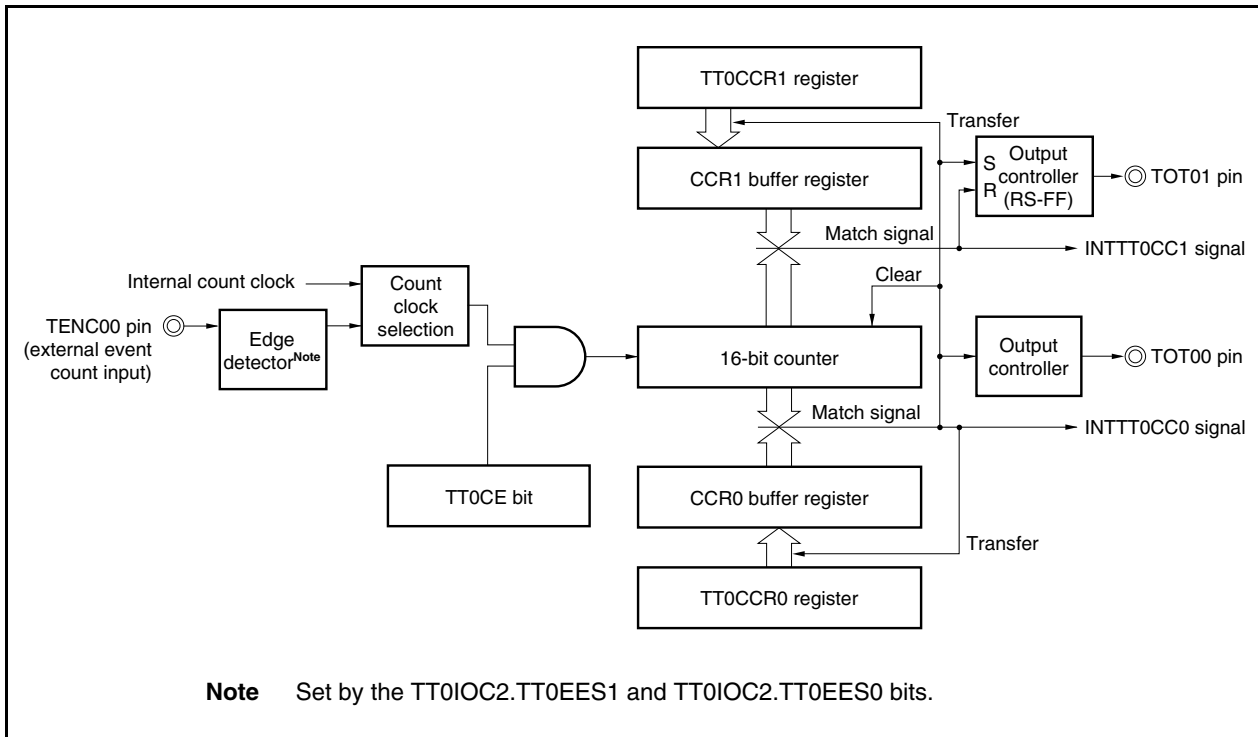 TT0CCR1 register
Transfer
CCR1 buffer register
S
R
Output
controller
(RS-FF)
TOT01 pin
Match signal
INTTT0CC1 signal
Internal count clock
Count
clock
selection
Clear
TENC00 pin
(external event
count input)
Edge
detectorNote
16-bit counter
Output
controller
TOT00 pin
Match signal
INTTT0CC0 signal
TT0CE bit
CCR0 buffer register
Transfer
TT0CCR0 register
Note Set by the TT0IOC2.TT0EES1 and TT0IOC2.TT0EES0 bits.